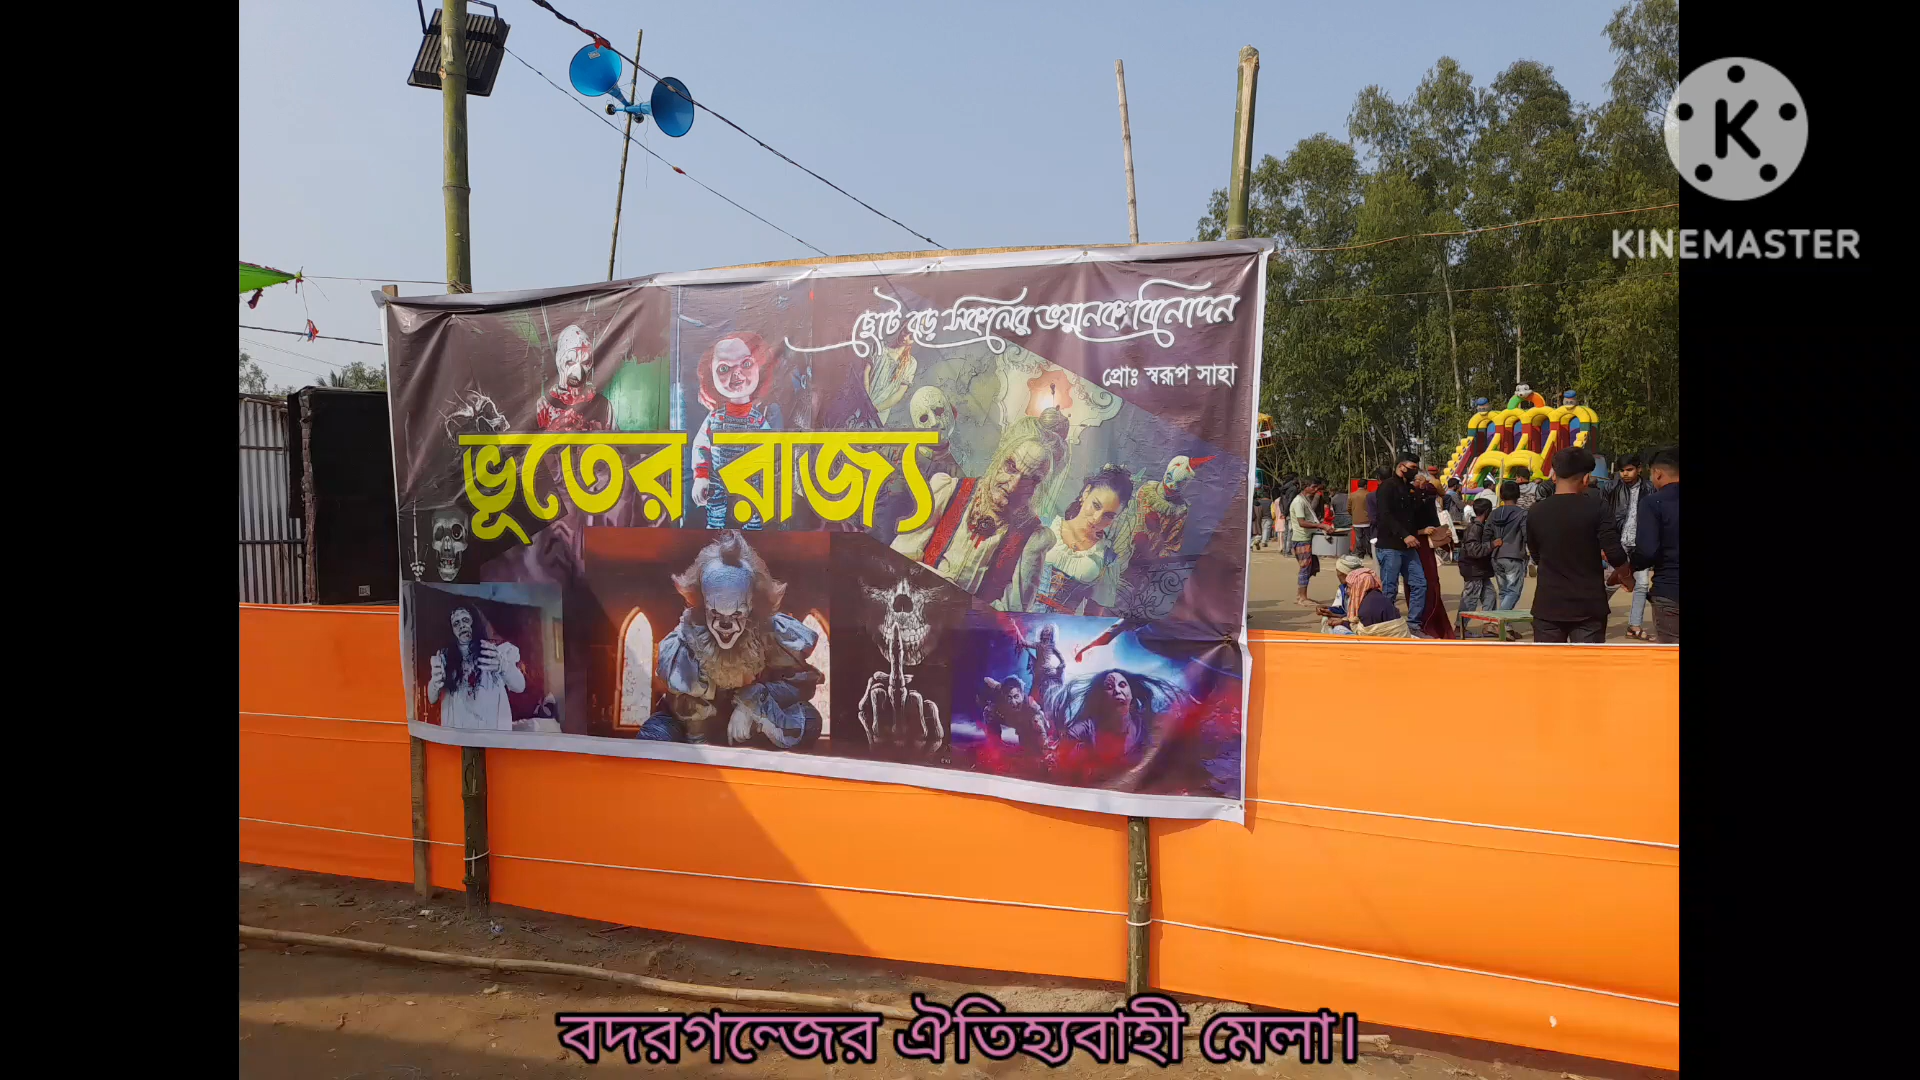 KINEMASTER
ছোট বড় সকলের ভয়ানক বিনোদন
প্রোঃ স্বরূপ সাহা
ভূতের রাজ্য
বদরগন্জের ঐতিহ্যবাহী মেলা।